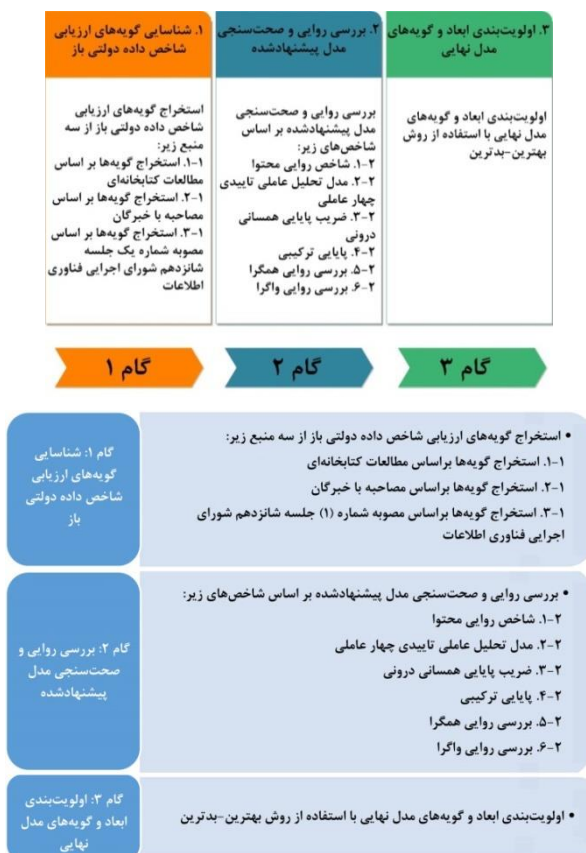 ۱. شناسایی گویه‌های ارزیابی
شاخص داده دولتی باز
استخراج گویه‌های ارزیابی
شاخص داده دولتی باز از سه
منبع زیر:
۱-۱. استخراج گویه‌ها بر اساس
مطالعات کتابخانه‌ای
۲-۱. استخراج گویه‌ها بر اساس
مصاحبه با خبرگان
۳-۱. استخراج گویه‌ها بر اساس
مصوبه شماره یک جلسه
شانزدهم شورای اجرایی فناوری
اطلاعات
۲. بررسی روایی و صحت‌سنجی
مدل پیشنهادشده
بررسی روایی و صحت‌سنجی
مدل پیشنهادشده بر اساس
شاخص‌های زیر:
۱-۲. شاخص روایی محتوا
۲-۲. مدل تحلیل عاملی تاییدی
چهار عاملی
۳-۲. ضریب پایایی همسانی
درونی
۴-۲. پایایی ترکیبی
۵-۲. بررسی روایی همگرا
۶-۲. بررسی روایی واگرا
۳. اولویت‌بندی ابعاد و گویه‌های
مدل نهایی
اولویت‌بندی ابعاد و گویه‌های
مدل نهایی با استفاده از روش
بهترین-بدترین
گام ۱
گام ۲
گام ۳
گام ۱: شناسایی
گویه‌های ارزیابی
شاخص داده دولتی
باز
• استخراج گویه‌های ارزیابی شاخص داده دولتی باز از سه منبع زیر:
۱-۱. استخراج گویه‌ها براساس مطالعات کتابخانه‌ای
۲-۱. استخراج گویه‌ها براساس مصاحبه با خبرگان
۳-۱. استخراج گویه‌ها براساس مصوبه شماره (۱) جلسه شانزدهم شورای
اجرایی فناوری اطلاعات
گام ۲: بررسی روایی و
صحت‌سنجی مدل
پیشنهادشده
• بررسی روایی و صحت‌سنجی مدل پیشنهادشده بر اساس شاخص‌های زیر:
۱-۲. شاخص روایی محتوا
۲-۲. مدل تحلیل عاملی تاییدی چهار عاملی
۳-۲. ضریب پایایی همسانی درونی
۴-۲. پایایی ترکیبی
۵-۲. بررسی روایی همگرا
۶-۲. بررسی روایی واگرا
گام ۳: اولویت‌بندی
ابعاد و گویه‌های مدل
نهایی
• اولویت‌بندی ابعاد و گویه‌های مدل نهایی با استفاده از روش بهترین-بدترین